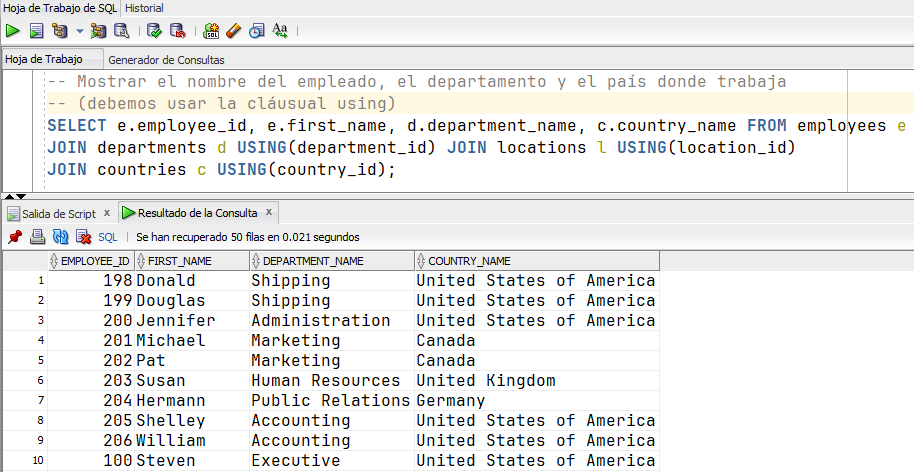 Hoja de Trabajo de SQL Historial
SQL Aa
Hoja de Trabajo Generador de Consultas
-- Mostrar el nombre del empleado, el departamento y el país donde trabaja
-- (debemos usar la cláusual using)
SELECT e.employee_id, e.first_name, d.department_name, c.country_name FROM employees e
JOIN departments d USING(department_id) JOIN locations l USING(location_id)
JOIN countries c USING(country_id);
Salida de Script x Resultado de la Consulta x
SQL Se han recuperado 50 filas en 0.021 segundos
EMPLOYEE_ID FIRST_NAME DEPARTMENT_NAME COUNTRY_NAME
1 198 Donald Shipping United States of America
2 199 Douglas Shipping United States of America
3 200 Jennifer Administration United States of America
4 201 Michael Marketing Canada
5 202 Pat Marketing Canada
6 203 Susan Human Resources United Kingdom
7 204 Hermann Public Relations Germany
8 205 Shelley Accounting United States of America
9 206 William Accounting United States of America
10 100 Steven Executive United States of America